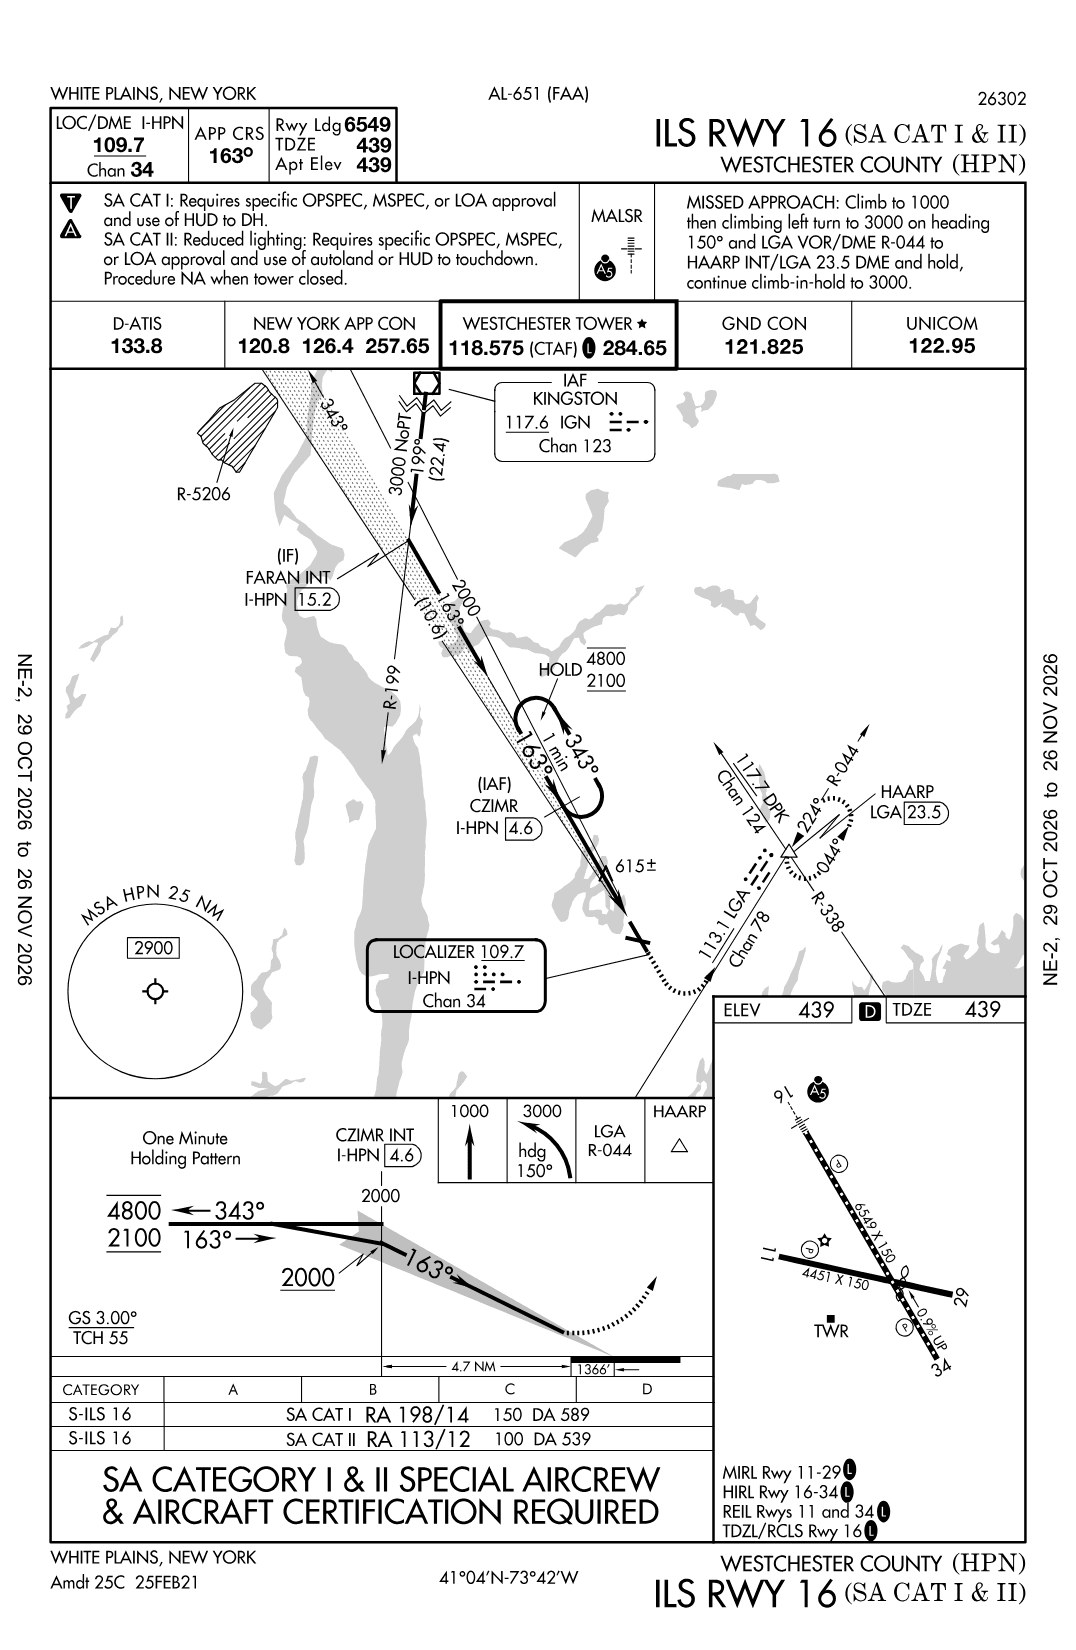 WHITE PLAINS, NEW YORK
AL-651 (FAA)
26302
LOC/DME I-HPN
109.7
Chan 34
APP CRS
163°
Rwy Ldg 6549
TDZE 439
Apt Elev 439
ILS RWY 16 (SA CAT I & II)
WESTCHESTER COUNTY (HPN)
T
A
SA CAT I: Requires specific OPSPEC, MSPEC, or LOA approval
and use of HUD to DH.
SA CAT II: Reduced lighting: Requires specific OPSPEC, MSPEC,
or LOA approval and use of autoland or HUD to touchdown.
Procedure NA when tower closed.
MALSR
A5
MISSED APPROACH: Climb to 1000
then climbing left turn to 3000 on heading
150° and LGA VOR/DME R-044 to
HAARP INT/LGA 23.5 DME and hold,
continue climb-in-hold to 3000.
D-ATIS
133.8
NEW YORK APP CON
120.8 126.4 257.65
WESTCHESTER TOWER ★
118.575 (CTAF) L 284.65
GND CON
121.825
UNICOM
122.95
IAF
KINGSTON
117.6 IGN
Chan 123
343°
3000 NoPT
199°
(22.4)
R-5206
(IF)
FARAN INT
I-HPN 15.2
2000
163°
(10.6)
R-199
HOLD 4800
2100
343°
1 min
163°
(IAF)
CZIMR
I-HPN 4.6
615±
117.7 DPK
Chan 124
R-044
224°
044°
HAARP
LGA 23.5
R-338
113.1 LGA
Chan 78
MSA HPN 25 NM
2900
LOCALIZER 109.7
I-HPN
Chan 34
NE-2, 29 OCT 2026 to 26 NOV 2026
NE-2, 29 OCT 2026 to 26 NOV 2026
ELEV 439
D
TDZE 439
16
A5
P
6549 X 150
11
P
4451 X 150
29
P
0.9% UP
34
TWR
MIRL Rwy 11-29 L
HIRL Rwy 16-34 L
REIL Rwys 11 and 34 L
TDZL/RCLS Rwy 16 L
One Minute
Holding Pattern
CZIMR INT
I-HPN 4.6
1000
3000
hdg
150°
LGA
R-044
HAARP
4800
2100
343°
163°
2000
2000
163°
GS 3.00°
TCH 55
4.7 NM
1366'
CATEGORY A B C D
S-ILS 16 SA CAT I RA 198/14 150 DA 589
S-ILS 16 SA CAT II RA 113/12 100 DA 539
SA CATEGORY I & II SPECIAL AIRCREW
& AIRCRAFT CERTIFICATION REQUIRED
WHITE PLAINS, NEW YORK
Amdt 25C 25FEB21
41°04'N-73°42'W
WESTCHESTER COUNTY (HPN)
ILS RWY 16 (SA CAT I & II)